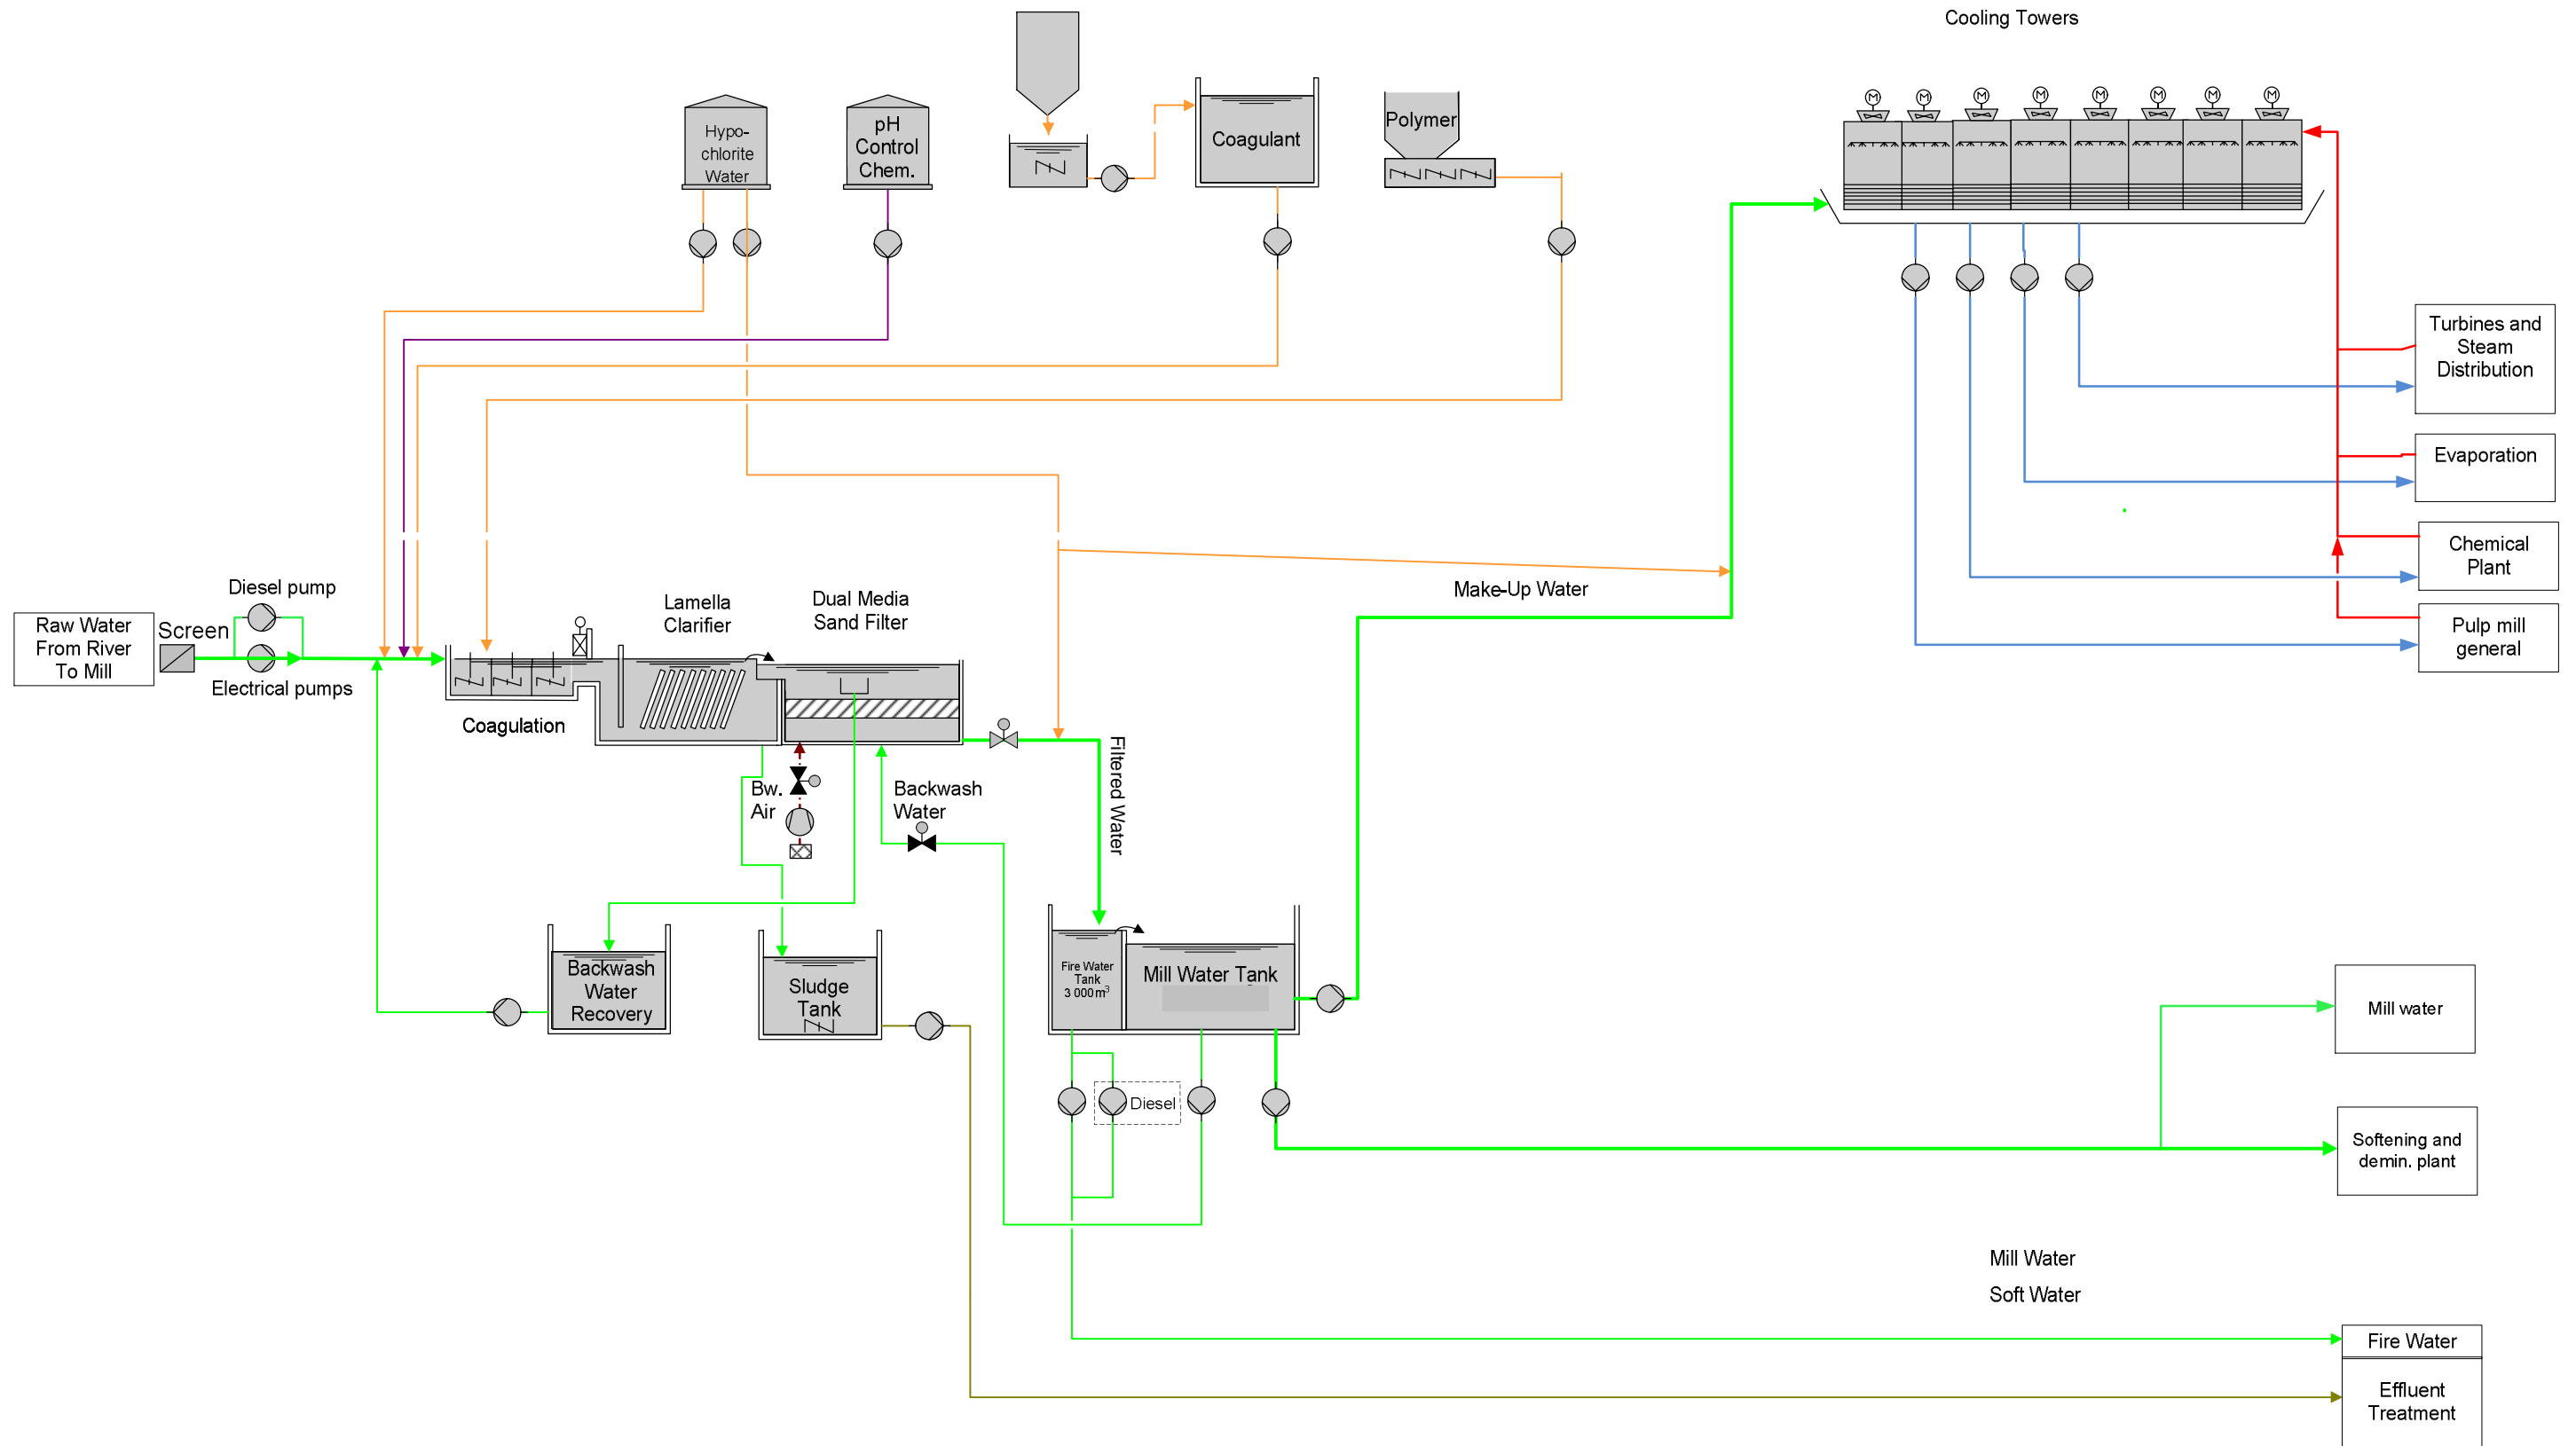 Cooling Towers
M M M M M M M M
Hypo-
chlorite
Water
pH
Control
Chem.
Coagulant
Polymer
Turbines and
Steam
Distribution
Evaporation
Chemical
Plant
Pulp mill
general
Diesel pump
Raw Water
From River
To Mill
Screen
Electrical pumps
Lamella
Clarifier
Dual Media
Sand Filter
Make-Up Water
Coagulation
Bw.
Air
Backwash
Water
Filtered Water
Backwash
Water
Recovery
Sludge
Tank
Fire Water
Tank
3 000 m³
Mill Water Tank
Diesel
Mill water
Softening and
demin. plant
Mill Water
Soft Water
Fire Water
Effluent
Treatment